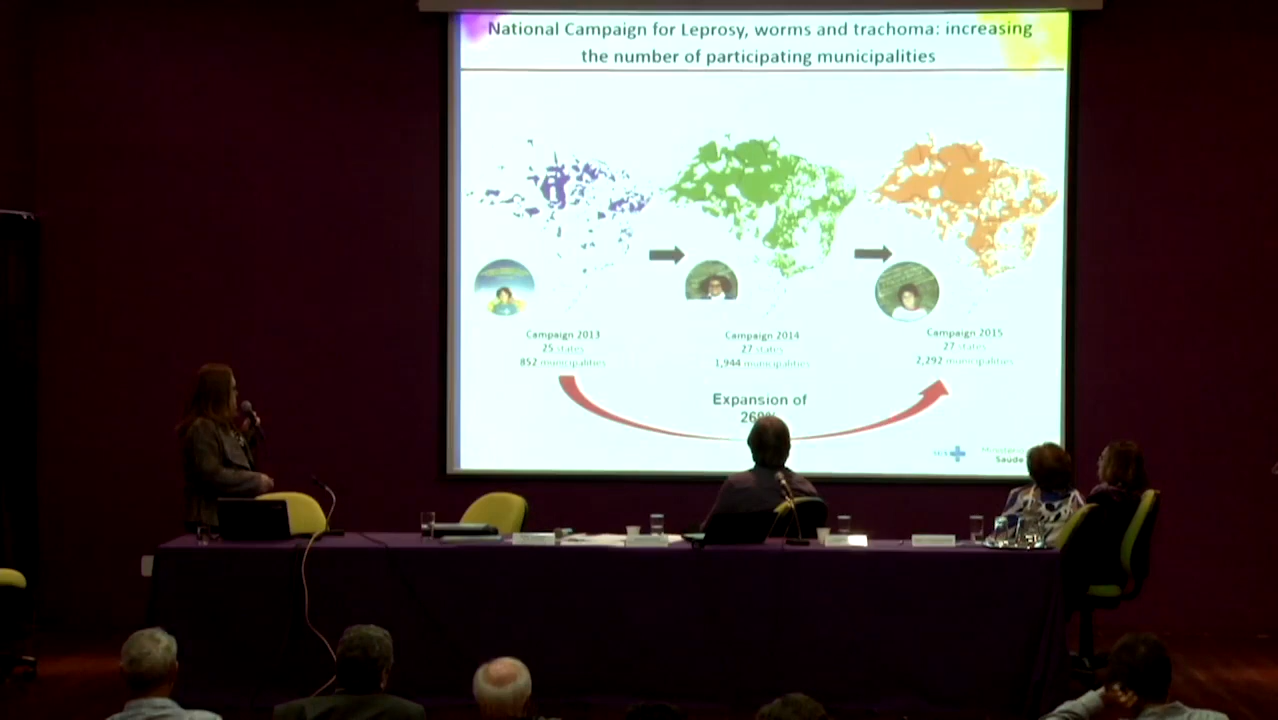 National Campaign for Leprosy, worms and trachoma: increasing
the number of participating municipalities
Campaign 2013
25 states
852 municipalities
Campaign 2014
27 states
1,944 municipalities
Campaign 2015
27 states
2,292 municipalities
Expansion of
Saúde